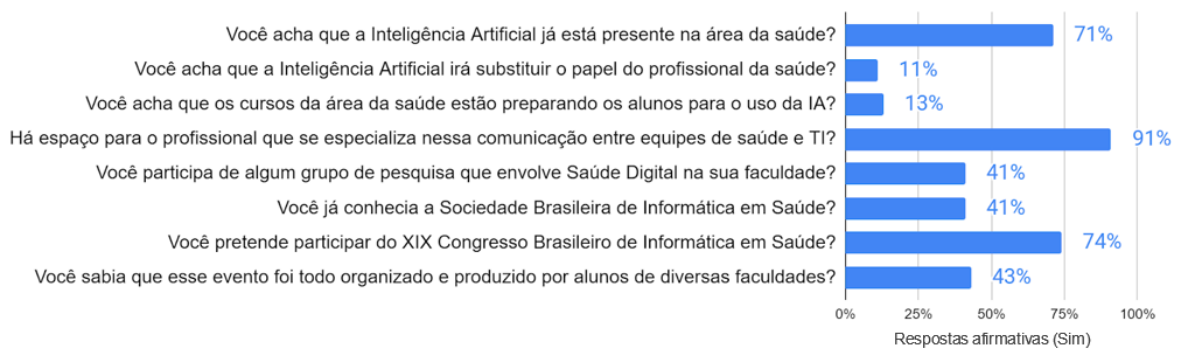 Você acha que a Inteligência Artificial já está presente na área da saúde? 71%
Você acha que a Inteligência Artificial irá substituir o papel do profissional da saúde? 11%
Você acha que os cursos da área da saúde estão preparando os alunos para o uso da IA? 13%
Há espaço para o profissional que se especializa nessa comunicação entre equipes de saúde e TI? 91%
Você participa de algum grupo de pesquisa que envolve Saúde Digital na sua faculdade? 41%
Você já conhecia a Sociedade Brasileira de Informática em Saúde? 41%
Você pretende participar do XIX Congresso Brasileiro de Informática em Saúde? 74%
Você sabia que esse evento foi todo organizado e produzido por alunos de diversas faculdades? 43%
0% 25% 50% 75% 100%
Respostas afirmativas (Sim)